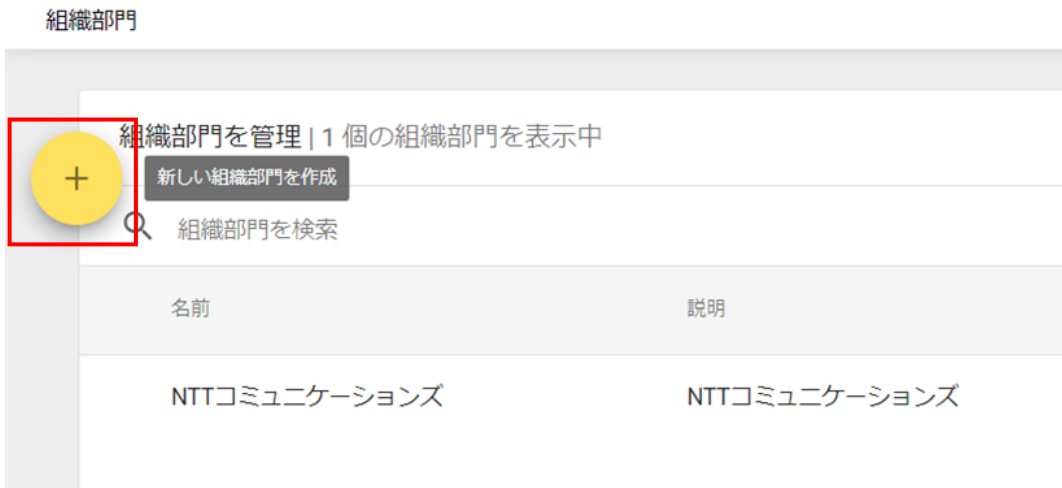 組織部門
組織部門を管理 | 1 個の組織部門を表示中
新しい組織部門を作成
組織部門を検索
名前 説明
NTTコミュニケーションズ NTTコミュニケーションズ